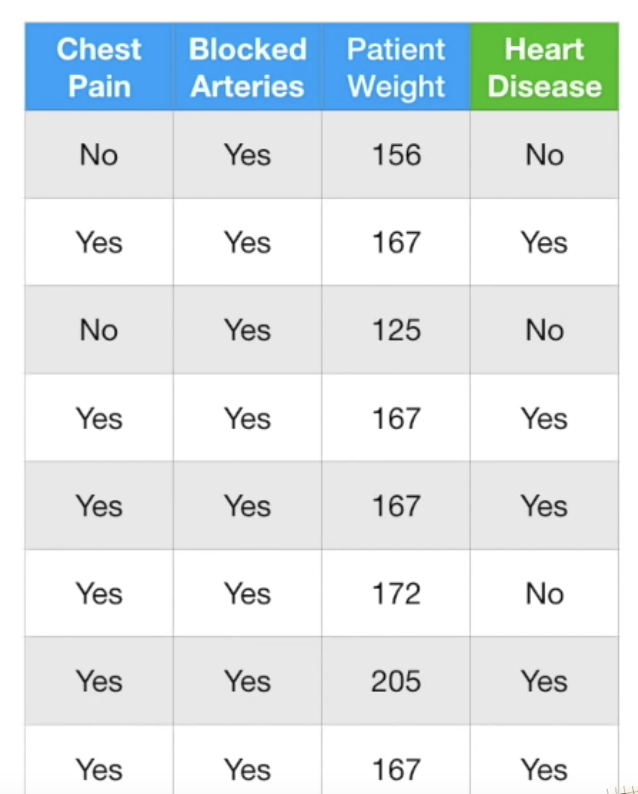 Chest Pain Blocked Arteries Patient Weight Heart Disease
No Yes 156 No
Yes Yes 167 Yes
No Yes 125 No
Yes Yes 167 Yes
Yes Yes 167 Yes
Yes Yes 172 No
Yes Yes 205 Yes
Yes Yes 167 Yes